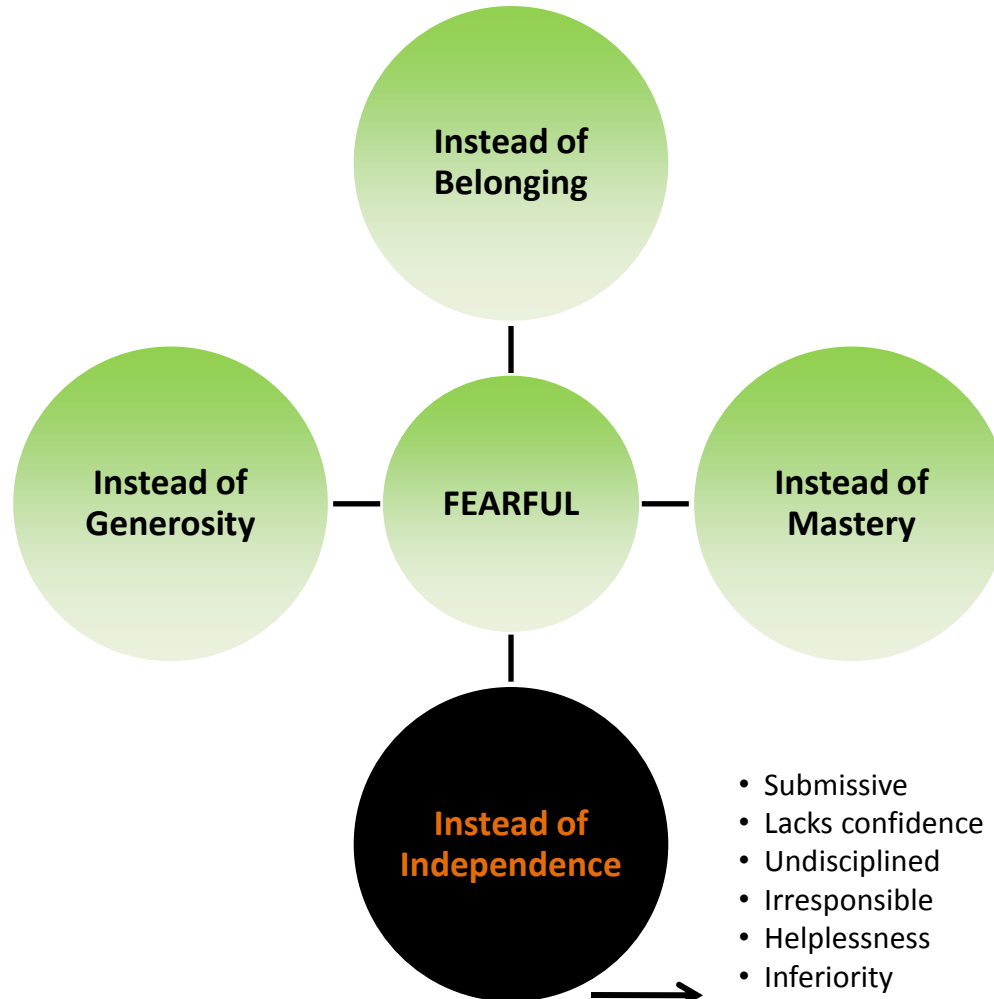 Instead of
Belonging
Instead of
Generosity
FEARFUL
Instead of
Mastery
Instead of
Independence
• Submissive
• Lacks confidence
• Undisciplined
• Irresponsible
• Helplessness
• Inferiority